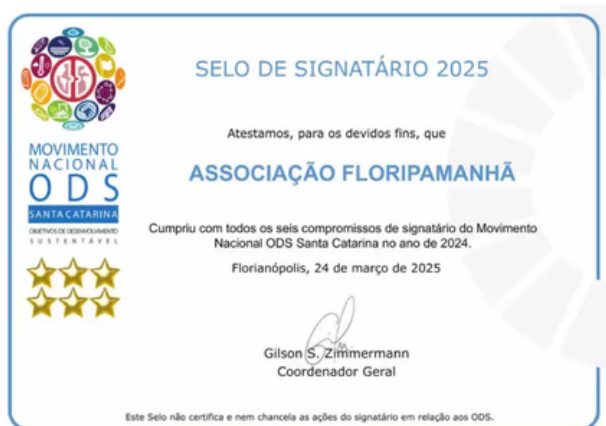 SELO DE SIGNATÁRIO 2025
Atestamos, para os devidos fins, que
ASSOCIAÇÃO FLORIPAMANHÃ
Cumpriu com todos os seis compromissos de signatário do Movimento
Nacional ODS Santa Catarina no ano de 2024.
Florianópolis, 24 de março de 2025
Gilson S. Zimmermann
Coordenador Geral
Este Selo não certifica e nem chancela as ações do signatário em relação aos ODS.
MOVIMENTO
NACIONAL
ODS
SANTA CATARINA
OBJETIVOS DE DESENVOLVIMENTO
SUSTENTÁVEL